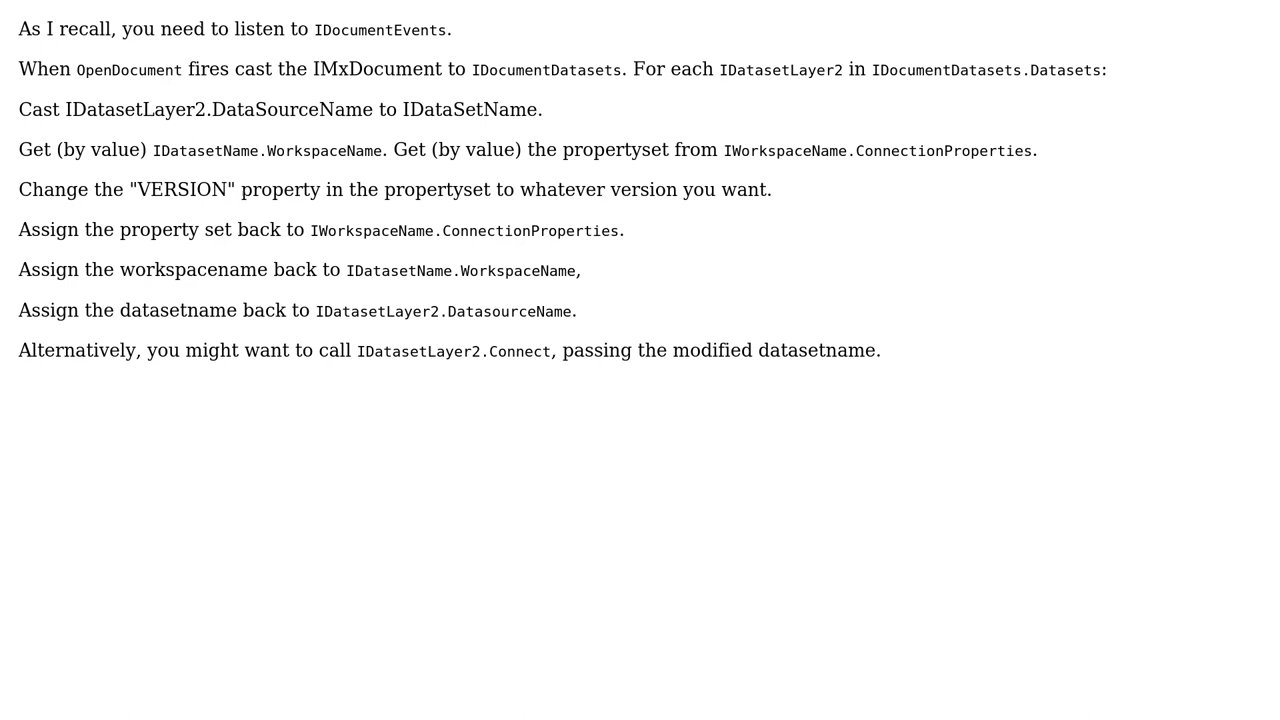 As I recall, you need to listen to IDocumentEvents.
When OpenDocument fires cast the IMxDocument to IDocumentDatasets. For each IDatasetLayer2 in IDocumentDatasets.Datasets:
Cast IDatasetLayer2.DataSourceName to IDataSetName.
Get (by value) IDatasetName.WorkspaceName. Get (by value) the propertyset from IWorkspaceName.ConnectionProperties.
Change the "VERSION" property in the propertyset to whatever version you want.
Assign the property set back to IWorkspaceName.ConnectionProperties.
Assign the workspacename back to IDatasetName.WorkspaceName,
Assign the datasetname back to IDatasetLayer2.DatasourceName.
Alternatively, you might want to call IDatasetLayer2.Connect, passing the modified datasetname.